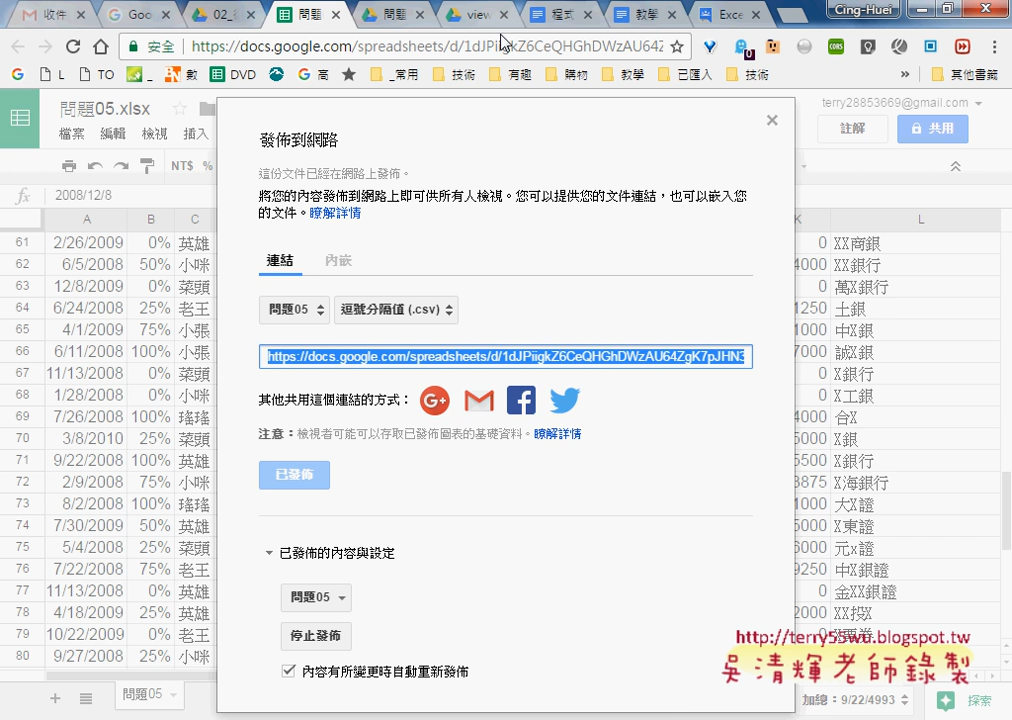 收件
Goo
02_
問題
問題
view
程式
教學
Exce
Cing-Huei
安全
https://docs.google.com/spreadsheets/d/1dJPiigkZ6CeQHGhDWzAU64Z
L
TO
數
DVD
高
_常用
技術
有趣
購物
教學
已匯入
技術
»
其他書籤
問題05.xlsx
terry28853669@gmail.com
檔案 編輯 檢視 插入
註解
共用
NT$ %
fx 2008/12/8
A B C K L
發佈到網路
這份文件已經在網路上發佈。
將您的內容發佈到網路上即可供所有人檢視。您可以提供您的文件連結，也可以嵌入您
的文件。瞭解詳情
連結 內嵌
問題05
逗號分隔值 (.csv)
https://docs.google.com/spreadsheets/d/1dJPiigkZ6CeQHGhDWzAU64ZgK7pJHN3
其他共用這個連結的方式：
注意：檢視者可能可以存取已發佈圖表的基礎資料。瞭解詳情
已發佈
已發佈的內容與設定
問題05
停止發佈
內容有所變更時自動重新發佈
61 2/26/2009 0% 英雄 0 XX商銀
62 6/5/2008 50% 小咪 4000 XX銀行
63 12/8/2009 0% 菜頭 0 萬X銀行
64 6/24/2008 25% 老王 1250 土銀
65 4/1/2009 75% 小張 1000 中X銀
66 6/11/2008 100% 小張 7000 誠X銀
67 11/13/2008 0% 菜頭 0 X銀行
68 1/28/2008 0% 小咪 0 X工銀
69 7/26/2008 100% 瑤瑤 4000 合X
70 3/8/2010 25% 菜頭 5000 X銀
71 9/22/2008 100% 英雄 5500 X銀行
72 2/9/2008 75% 小咪 3875 X海銀行
73 8/2/2008 100% 瑤瑤 1000 大X證
74 7/30/2009 50% 英雄 5000 X東證
75 5/4/2008 25% 菜頭 6000 元x證
76 7/22/2008 75% 老王 9250 中X銀證
77 11/13/2008 0% 英雄 0 金XX銀證
78 4/18/2009 25% 英雄 2000 XX投X
79 10/22/2009 0% 老王
80 9/27/2008 25% 小咪
http://terry55wu.blogspot.tw
吳清輝老師錄製
問題05
加總：9/22/4993
探索